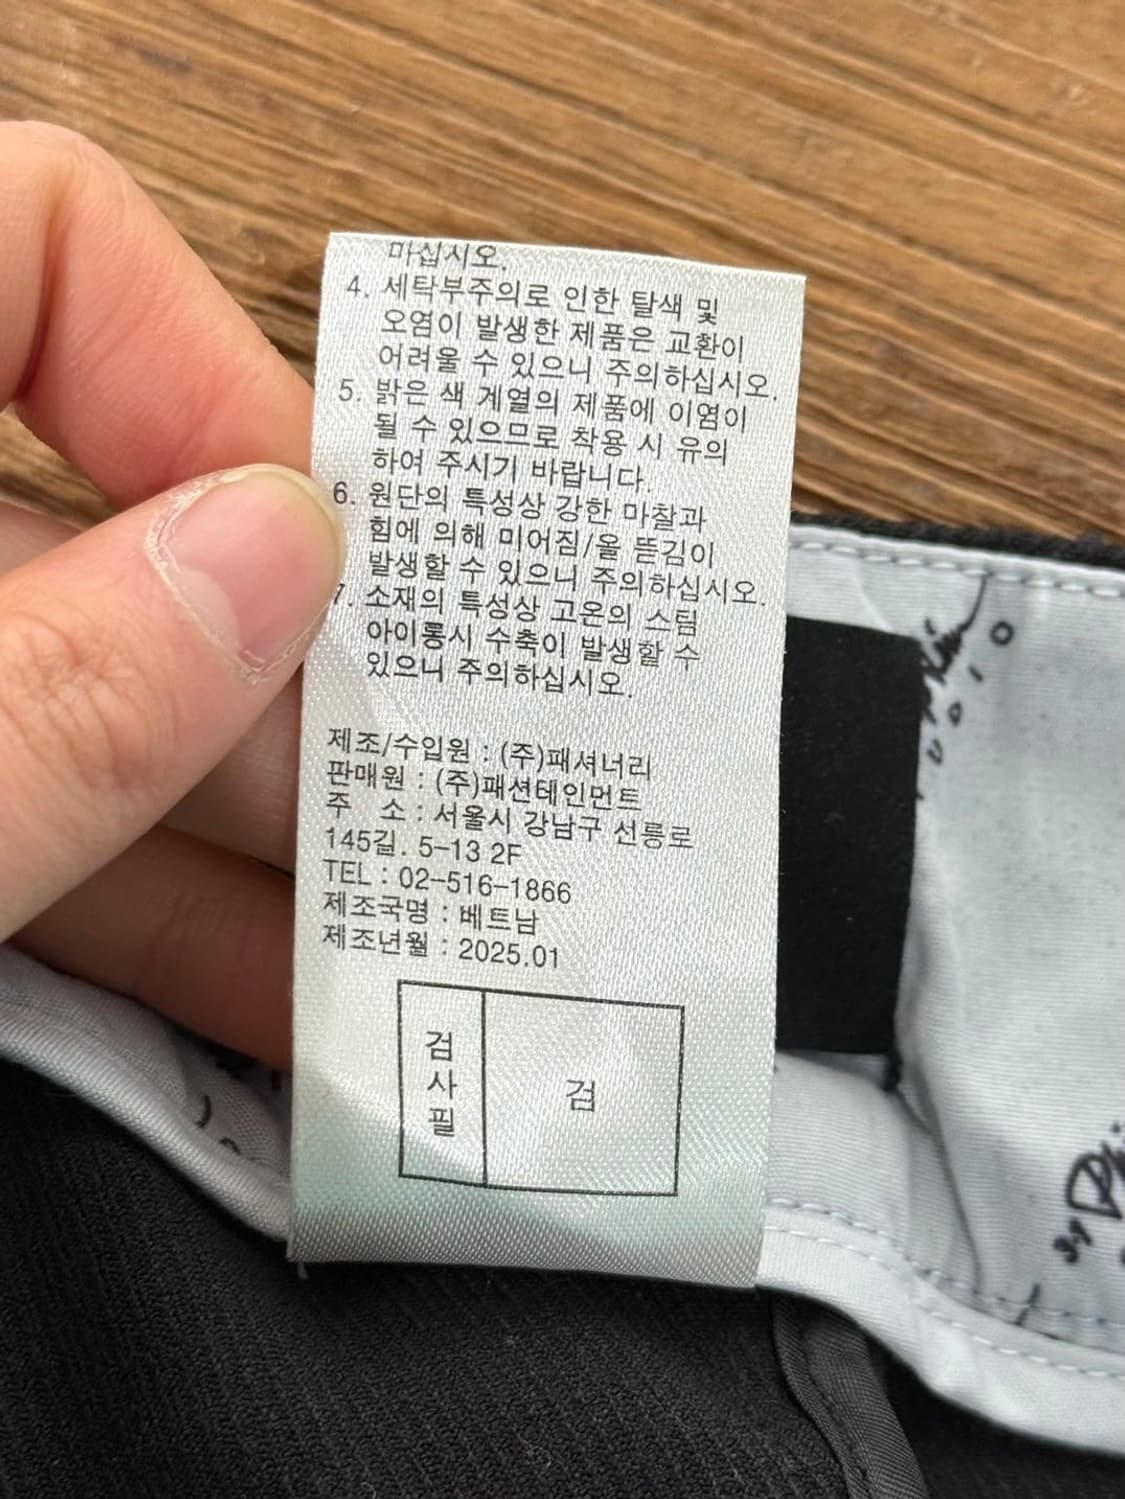 마십시오.
4. 세탁부주의로 인한 탈색 및
오염이 발생한 제품은 교환이
어려울 수 있으니 주의하십시오.
5. 밝은 색 계열의 제품에 이염이
될 수 있으므로 착용 시 유의
하여 주시기 바랍니다.
6. 원단의 특성상 강한 마찰과
힘에 의해 미어짐/올 뜯김이
발생할 수 있으니 주의하십시오.
7. 소재의 특성상 고온의 스팀
아이롱시 수축이 발생할 수
있으니 주의하십시오.
제조/수입원 : (주)패셔너리
판매원 : (주)패션테인먼트
주 소 : 서울시 강남구 선릉로
145길. 5-13 2F
TEL : 02-516-1866
제조국명 : 베트남
제조년월 : 2025.01
검사필
검